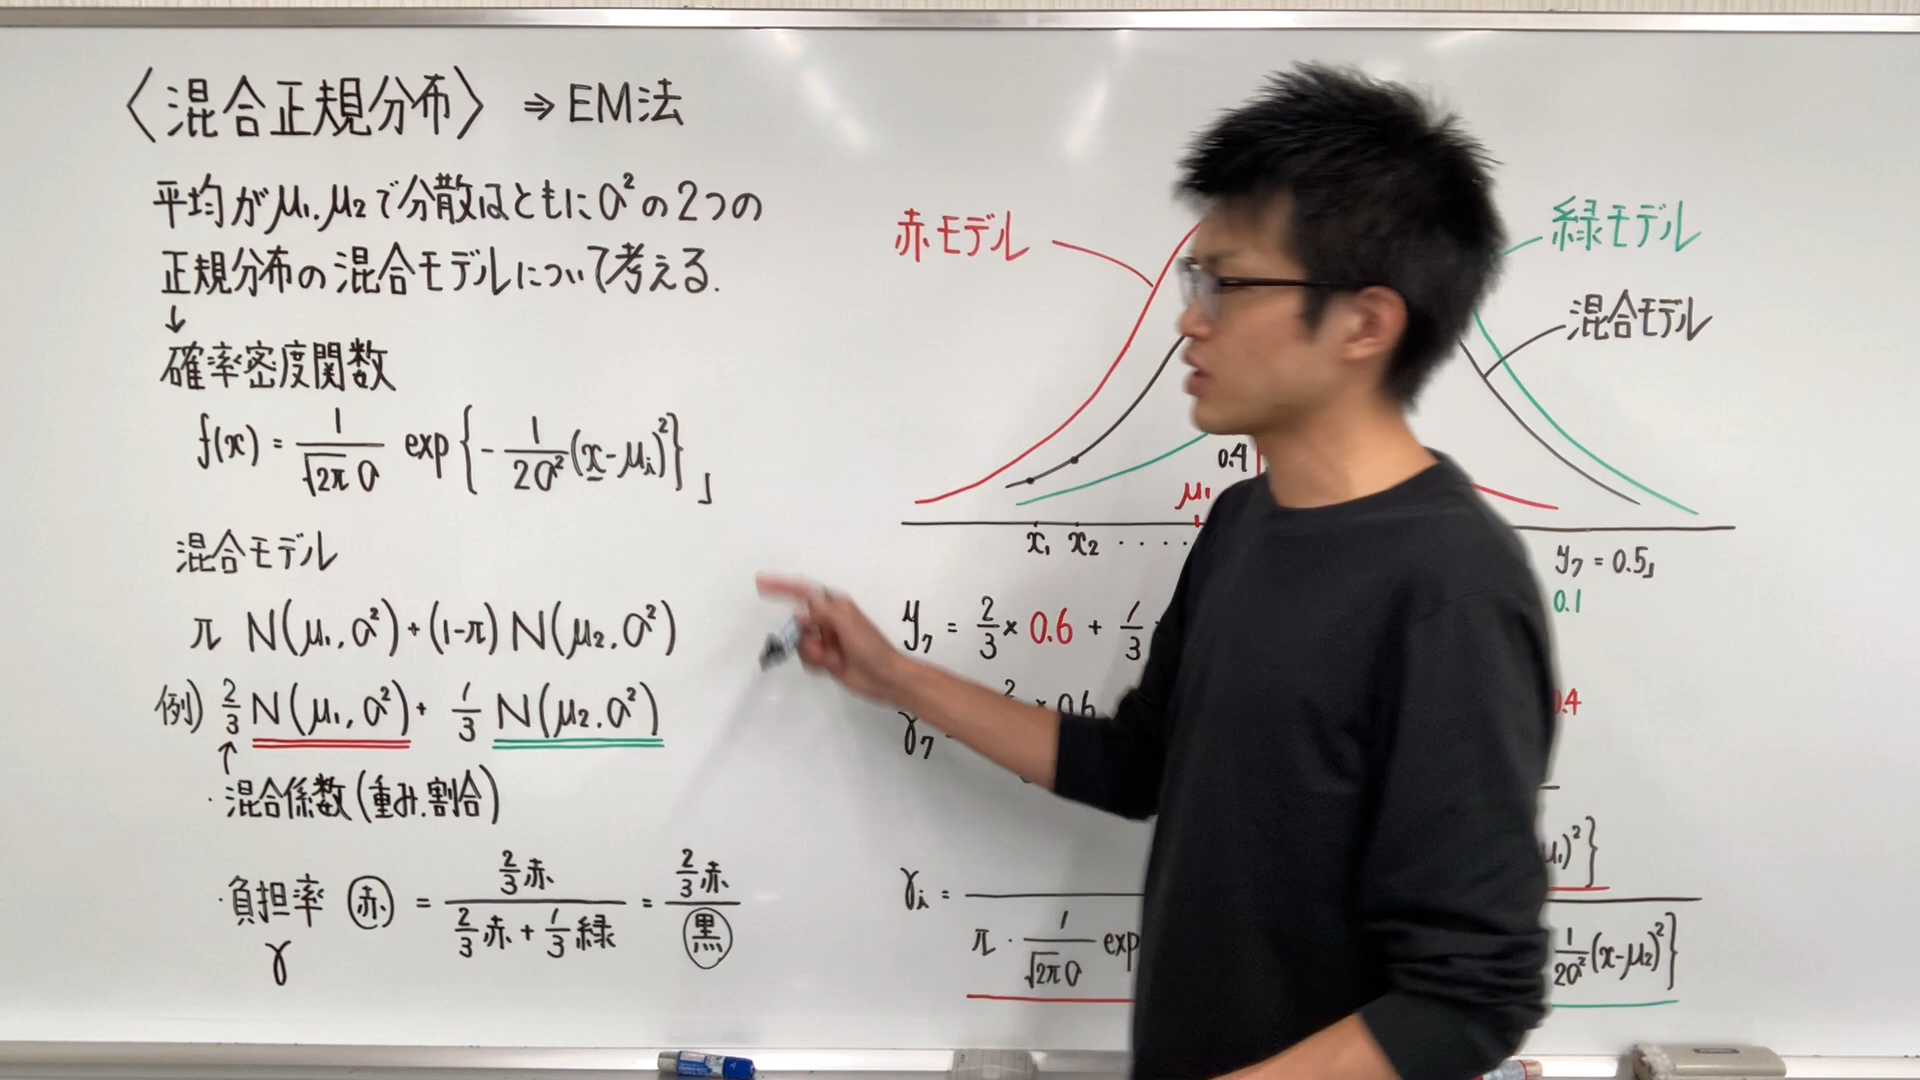 〈混合正規分布〉 ⇒ EM法
平均がμ₁, μ₂で分散はともにσ²の2つの
正規分布の混合モデルについて考える.
↓
確率密度関数
f(x) = 1/(√2π σ) exp{-1/(2σ²)(x-μᵢ)²}」
混合モデル
π N(μ₁, σ²) + (1-π) N(μ₂, σ²)
例) 2/3 N(μ₁, σ²) + 1/3 N(μ₂, σ²)
↑
・混合係数(重み.割合)
・負担率 赤 = (2/3赤)/(2/3赤 + 1/3緑) = (2/3赤)/黒
γ
赤モデル
緑モデル
混合モデル
0.4
μ₁
x₁ x₂ ....
y₇ = 0.5」
0.1
y₇ = 2/3 × 0.6 + 1/3
× 0.6
0.4
γ₇
γᵢ =
μ₁)²}
π · 1/(√2π σ) exp
1/(2σ²)(x-μ₂)²}